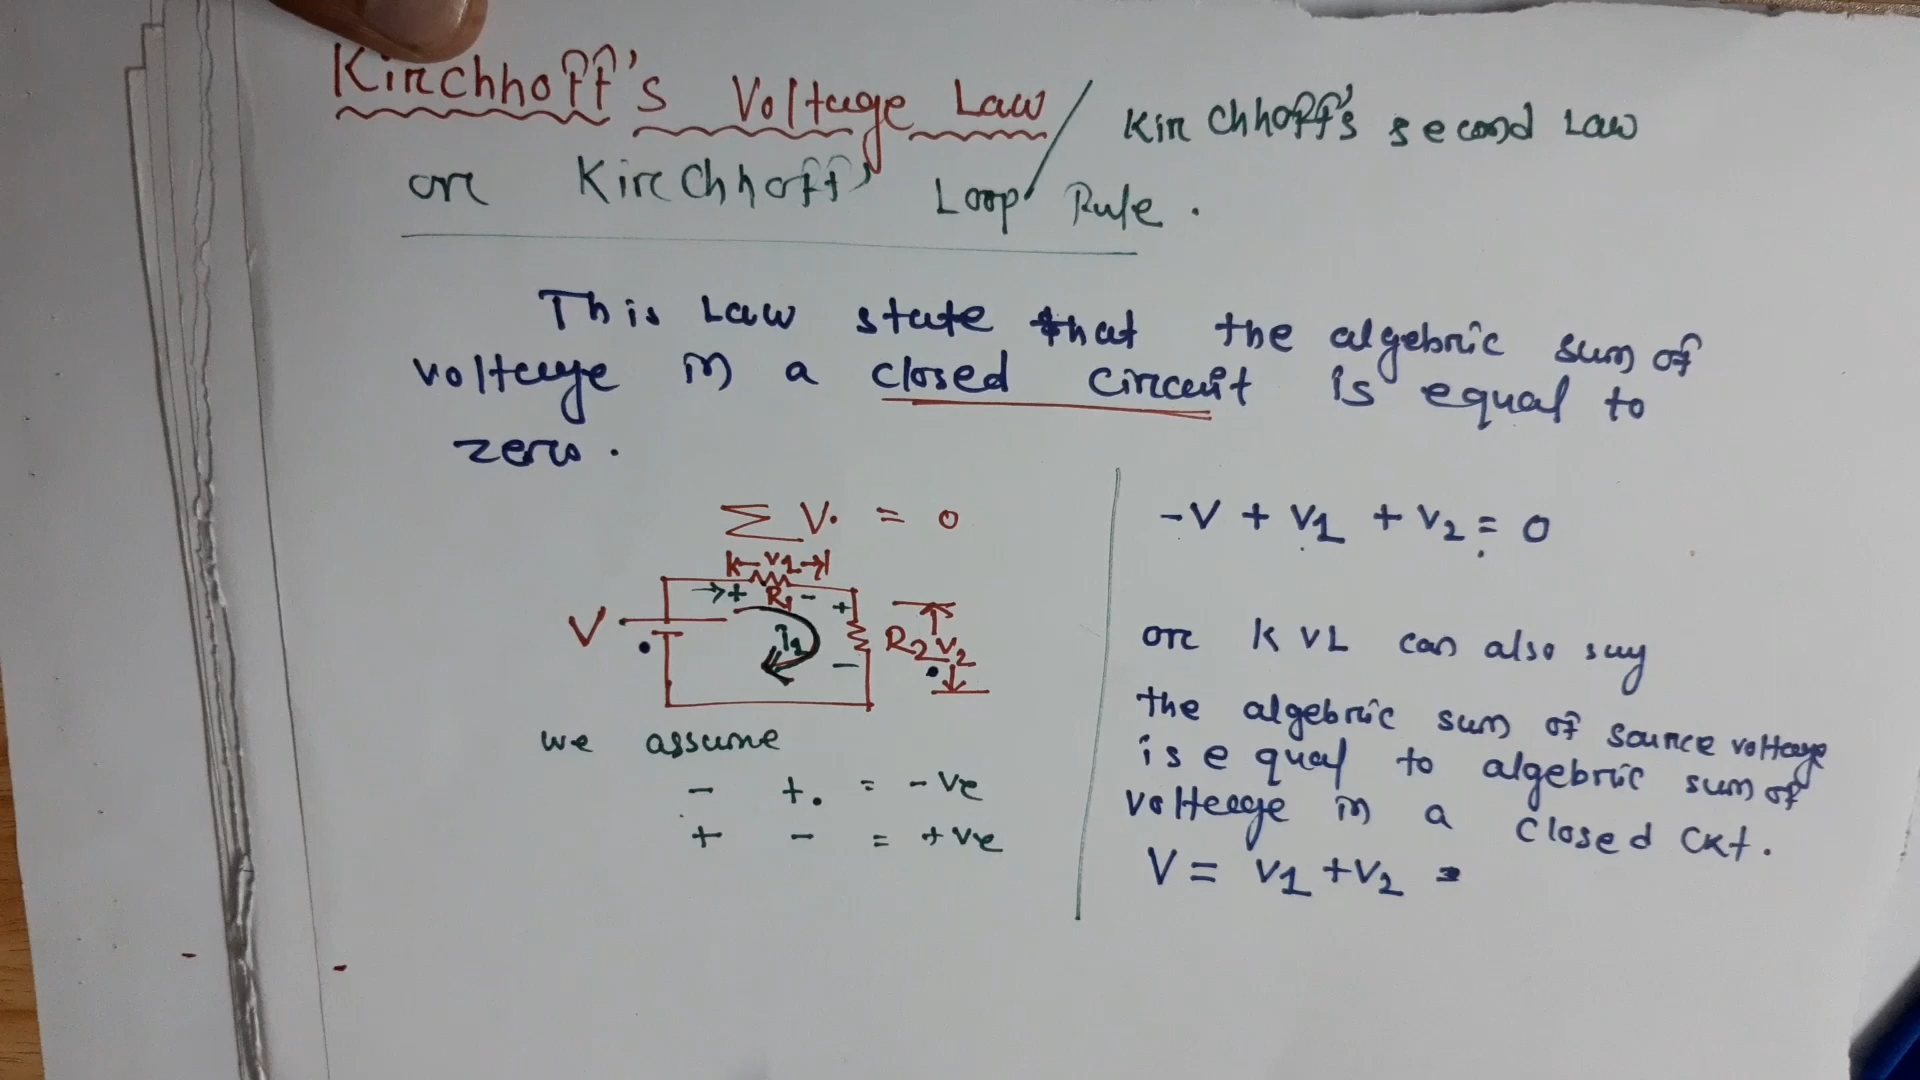 Kirchhoff's Voltage Law / Kirchhoff's second Law
or Kirchhoff' Loop Rule.
This Law state that the algebric sum of
voltage in a closed circuit is equal to
zero.
∑ V. = 0
V1
+ R1 - +
V I1 R2 V2
-
we assume
- +. = -ve
+ - = +ve
-V + V1 + V2 = 0
or KVL can also say
the algebric sum of source voltage
is equal to algebric sum of
voltage in a closed ckt.
V = V1 + V2